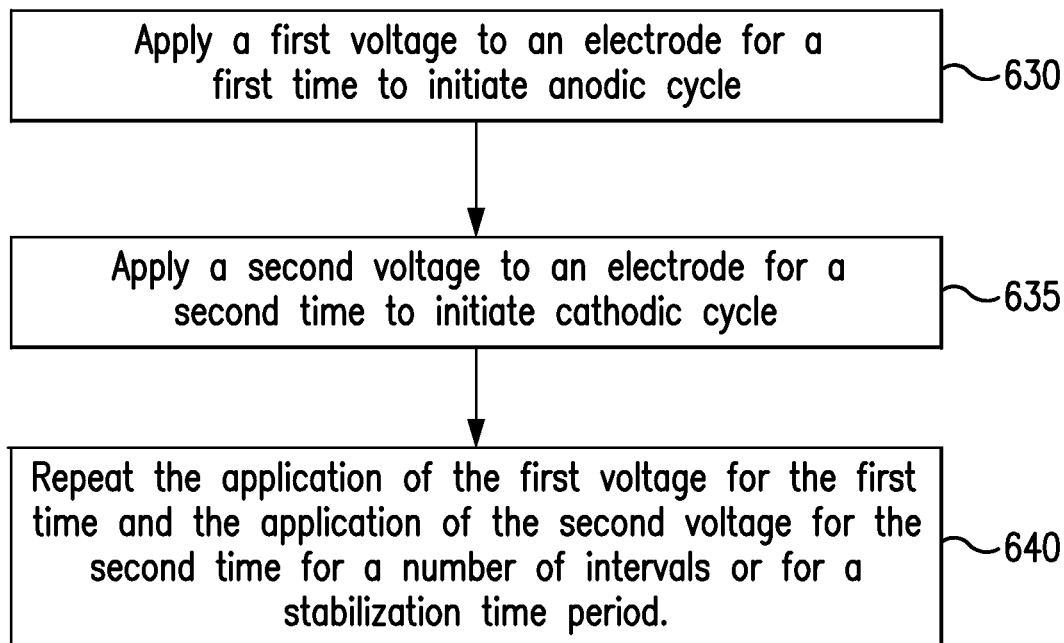 Apply a first voltage to an electrode for a
first time to initiate anodic cycle
630
Apply a second voltage to an electrode for a
second time to initiate cathodic cycle
635
Repeat the application of the first voltage for the first
time and the application of the second voltage for the
second time for a number of intervals or for a
stabilization time period.
640